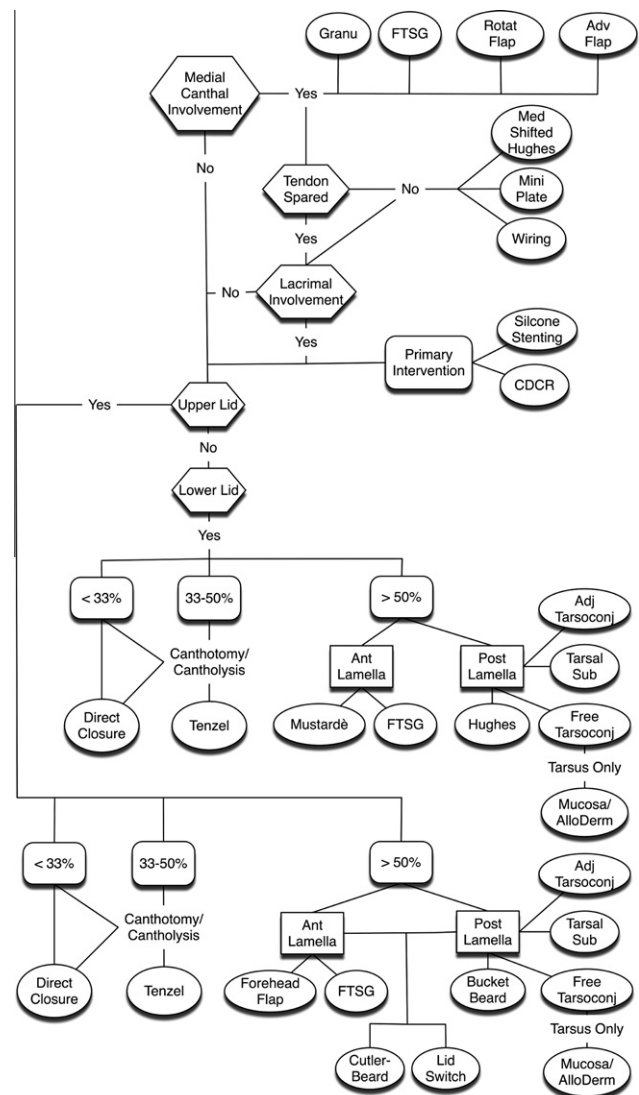 Granu
FTSG
Rotat
Flap
Adv
Flap
Medial
Canthal
Involvement
Yes
No
Med
Shifted
Hughes
Tendon
Spared
No
Mini
Plate
Yes
Wiring
No
Lacrimal
Involvement
Yes
Silcone
Stenting
Primary
Intervention
CDCR
Yes
Upper Lid
No
Lower Lid
Yes
< 33%
33-50%
> 50%
Adj
Tarsoconj
Canthotomy/
Cantholysis
Ant
Lamella
Post
Lamella
Tarsal
Sub
Direct
Closure
Tenzel
Mustardè
FTSG
Hughes
Free
Tarsoconj
Tarsus Only
Mucosa/
AlloDerm
< 33%
33-50%
> 50%
Adj
Tarsoconj
Canthotomy/
Cantholysis
Ant
Lamella
Post
Lamella
Tarsal
Sub
Direct
Closure
Tenzel
Forehead
Flap
FTSG
Bucket
Beard
Free
Tarsoconj
Tarsus Only
Cutler-
Beard
Lid
Switch
Mucosa/
AlloDerm